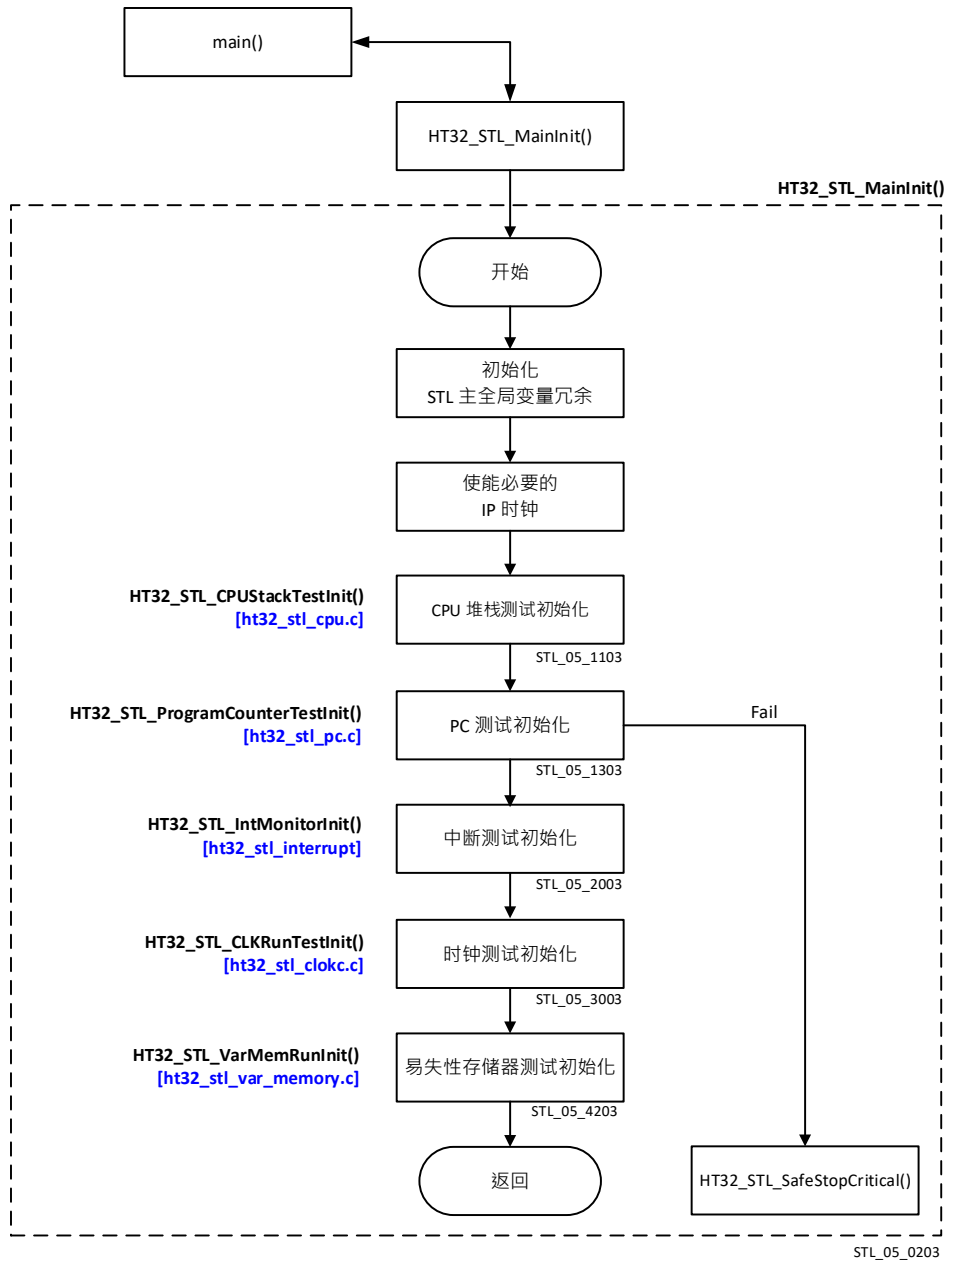 main()
HT32_STL_MainInit()
HT32_STL_MainInit()
开始
初始化
STL 主全局变量冗余
使能必要的
IP 时钟
HT32_STL_CPUStackTestInit()
[ht32_stl_cpu.c]
CPU 堆栈测试初始化
STL_05_1103
HT32_STL_ProgramCounterTestInit()
[ht32_stl_pc.c]
PC 测试初始化
Fail
STL_05_1303
HT32_STL_IntMonitorInit()
[ht32_stl_interrupt]
中断测试初始化
STL_05_2003
HT32_STL_CLKRunTestInit()
[ht32_stl_clokc.c]
时钟测试初始化
STL_05_3003
HT32_STL_VarMemRunInit()
[ht32_stl_var_memory.c]
易失性存储器测试初始化
STL_05_4203
返回
HT32_STL_SafeStopCritical()
STL_05_0203